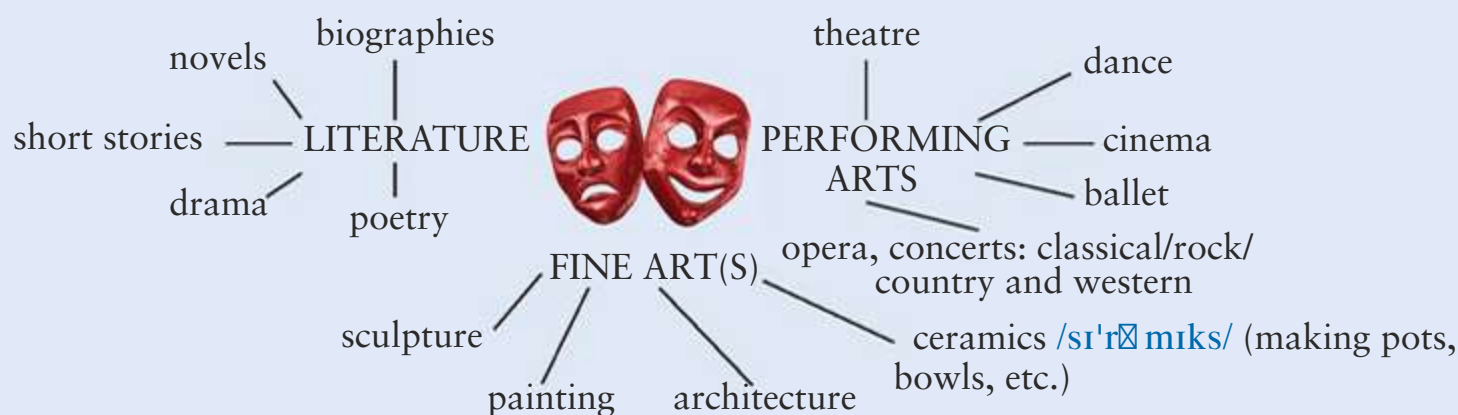 biographies
novels
short stories
LITERATURE
drama
poetry
theatre
dance
PERFORMING
ARTS
cinema
ballet
opera, concerts: classical/rock/
country and western
FINE ART(S)
sculpture
painting
architecture
ceramics /sɪˈr▯mɪks/ (making pots,
bowls, etc.)